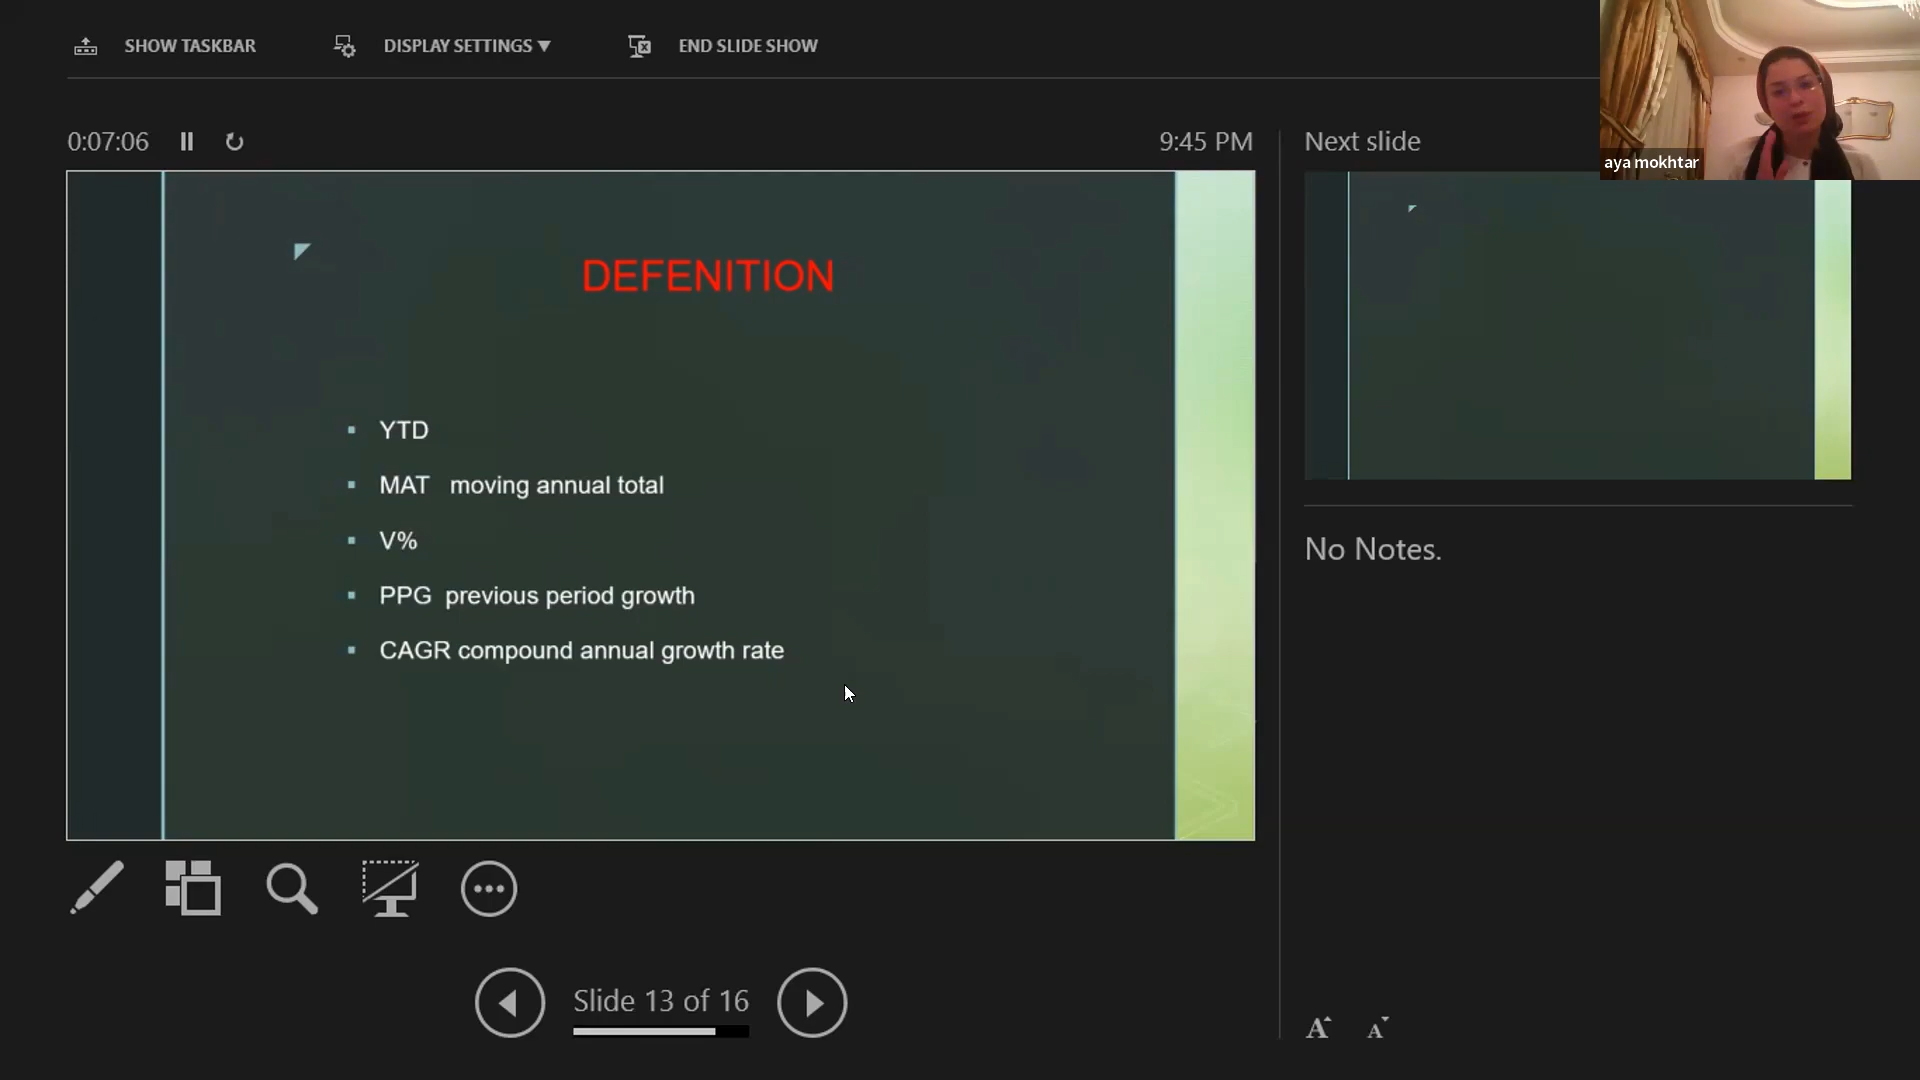 SHOW TASKBAR
DISPLAY SETTINGS ▼
END SLIDE SHOW
aya mokhtar
0:07:06
9:45 PM
Next slide
DEFENITION
▪ YTD
▪ MAT moving annual total
▪ V%
▪ PPG previous period growth
▪ CAGR compound annual growth rate
No Notes.
Slide 13 of 16
A A